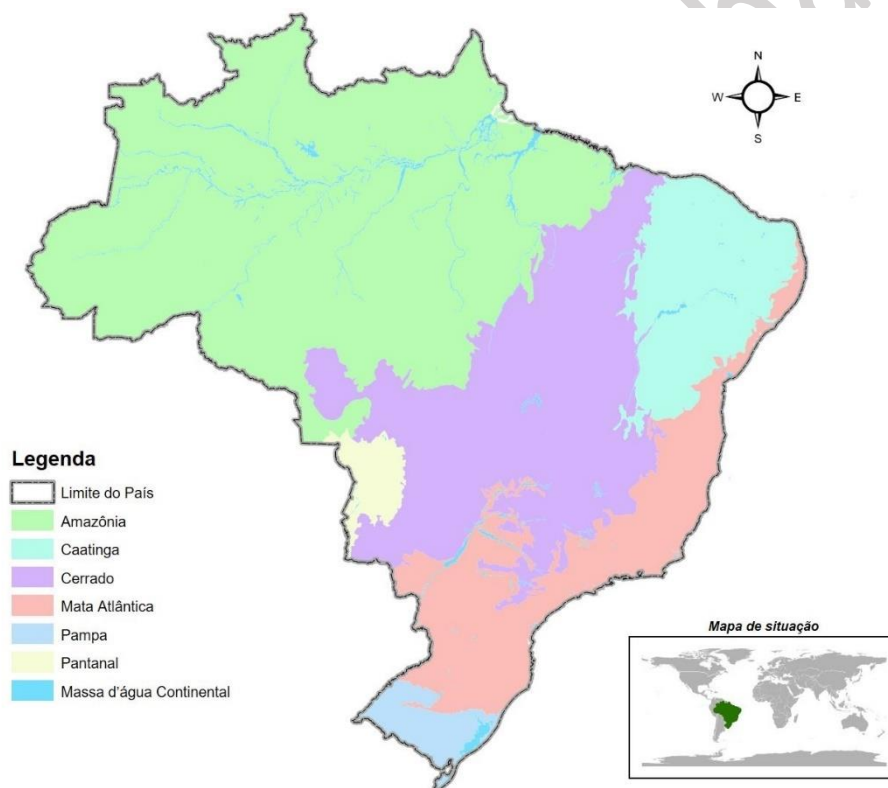 N
W
E
S
Legenda
Limite do País
Amazônia
Caatinga
Cerrado
Mata Atlântica
Pampa
Pantanal
Massa d'água Continental
Mapa de situação